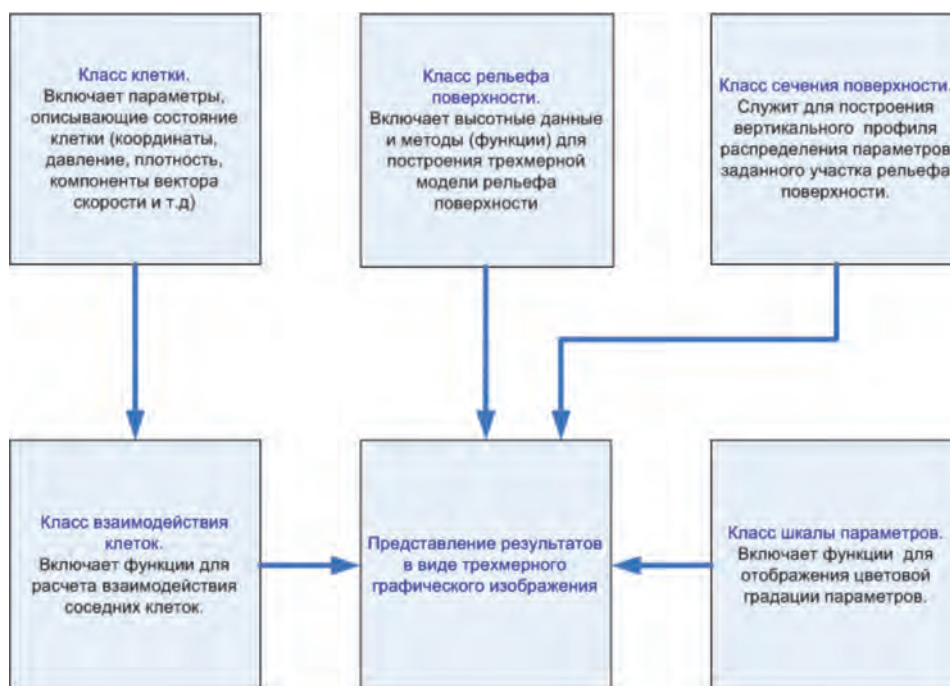 Класс клетки.
Включает параметры,
описывающие состояние
клетки (координаты,
давление, плотность,
компоненты вектора
скорости и т.д)
Класс рельефа
поверхности.
Включает высотные данные
и методы (функции) для
построения трехмерной
модели рельефа
поверхности
Класс сечения поверхности.
Служит для построения
вертикального профиля
распределения параметров
заданного участка рельефа
поверхности.
Класс взаимодействия
клеток.
Включает функции для
расчета взаимодействия
соседних клеток.
Представление результатов
в виде трехмерного
графического изображения
Класс шкалы параметров.
Включает функции для
отображения цветовой
градации параметров.